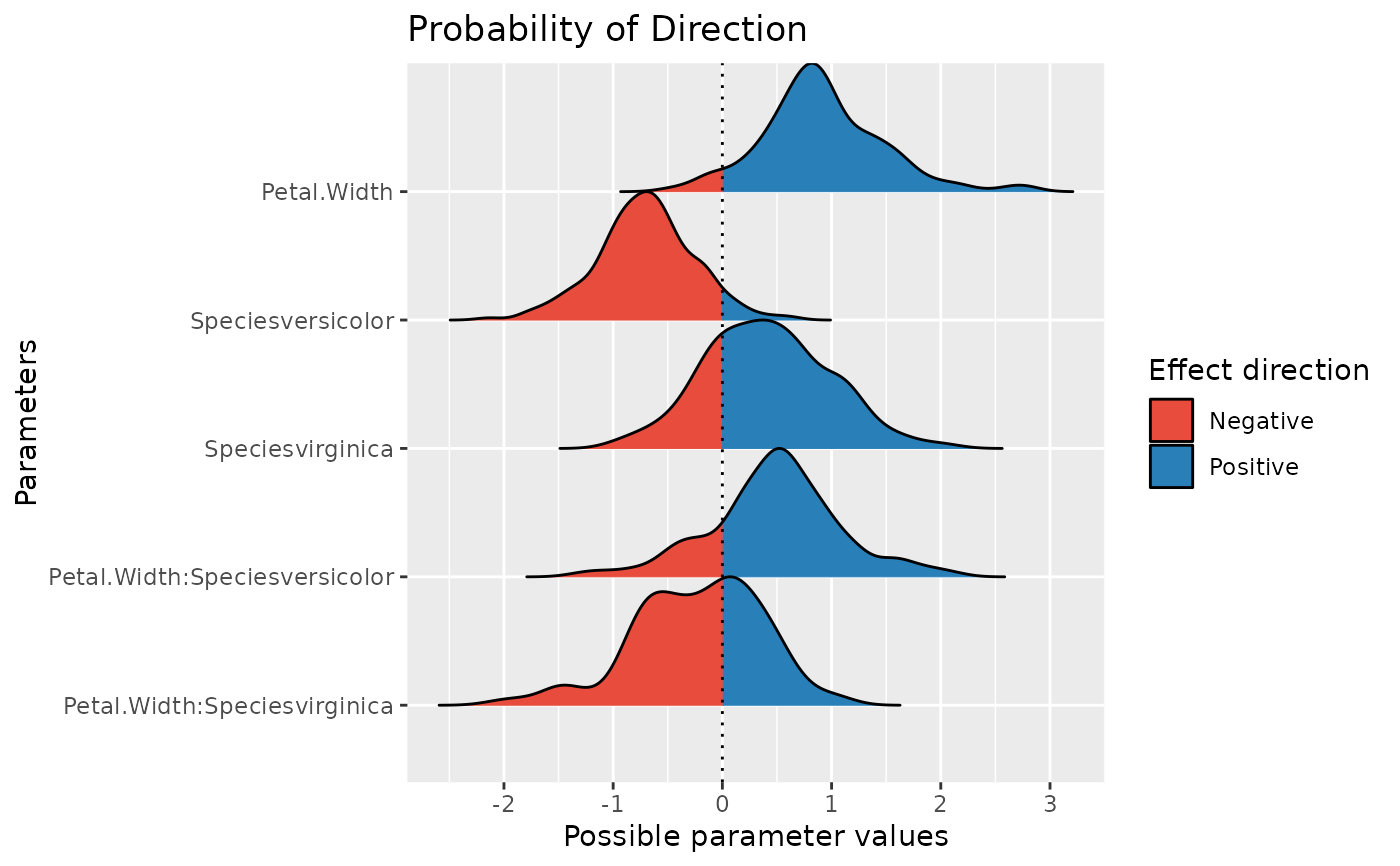 Probability of Direction
Parameters
Petal.Width
Speciesversicolor
Speciesvirginica
Petal.Width:Speciesversicolor
Petal.Width:Speciesvirginica
-2 -1 0 1 2 3
Possible parameter values
Effect direction
Negative
Positive